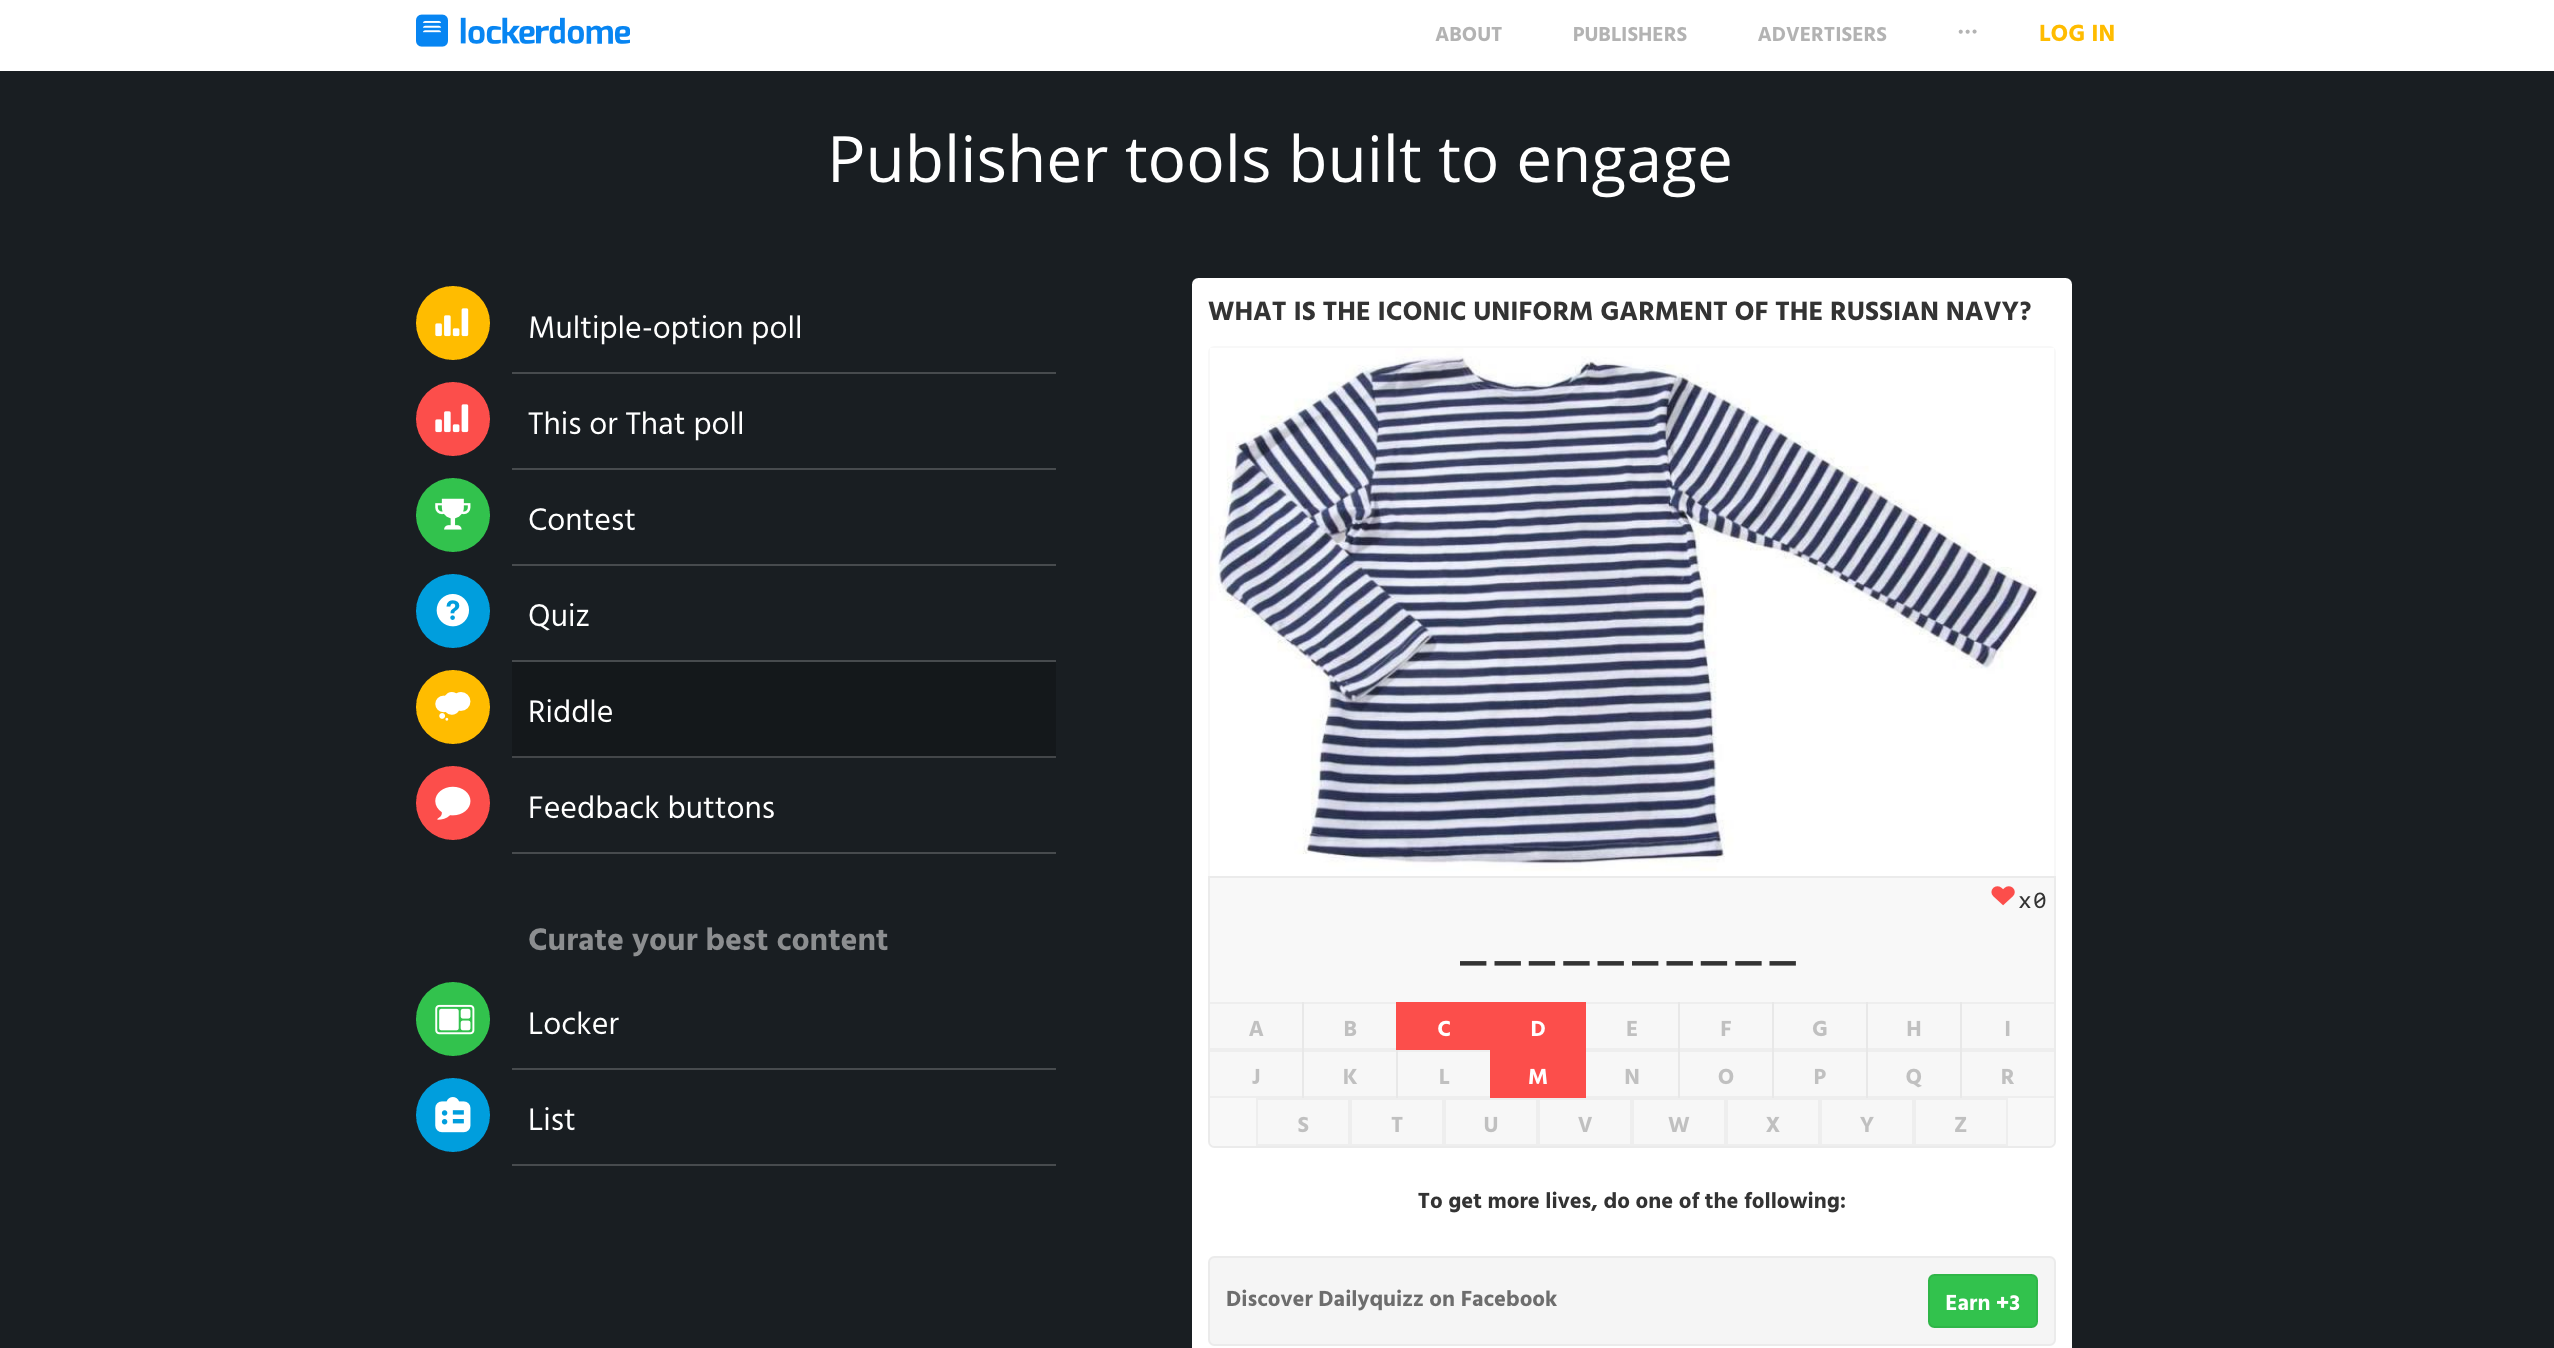 lockerdome
ABOUT
PUBLISHERS
ADVERTISERS
...
LOG IN
Publisher tools built to engage
Multiple-option poll
This or That poll
Contest
Quiz
Riddle
Feedback buttons
Curate your best content
Locker
List
WHAT IS THE ICONIC UNIFORM GARMENT OF THE RUSSIAN NAVY?
x0
_ _ _ _ _ _ _ _ _ _
A B C D E F G H I
J K L M N O P Q R
S T U V W X Y Z
To get more lives, do one of the following:
Discover Dailyquizz on Facebook
Earn +3